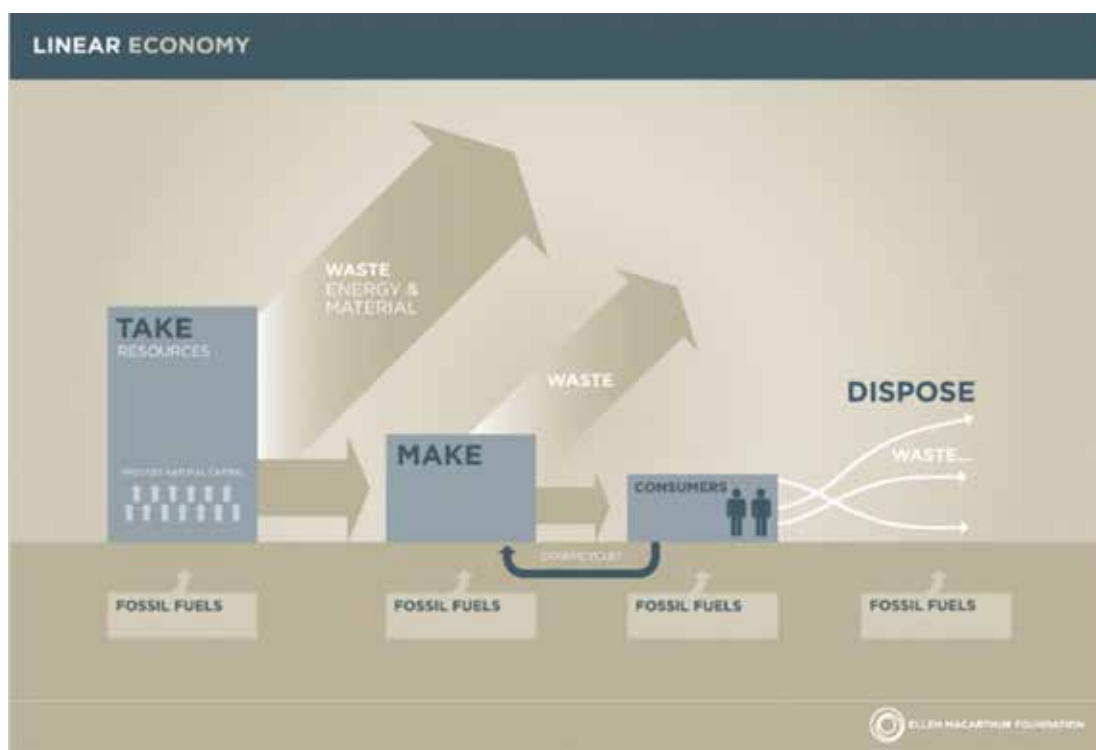 LINEAR ECONOMY
WASTE
ENERGY &
MATERIAL
TAKE
RESOURCES
WASTE
DISPOSE
MAKE
WASTE...
CONSUMERS
FOSSIL FUELS
FOSSIL FUELS
FOSSIL FUELS
FOSSIL FUELS
ELLEN MACARTHUR FOUNDATION